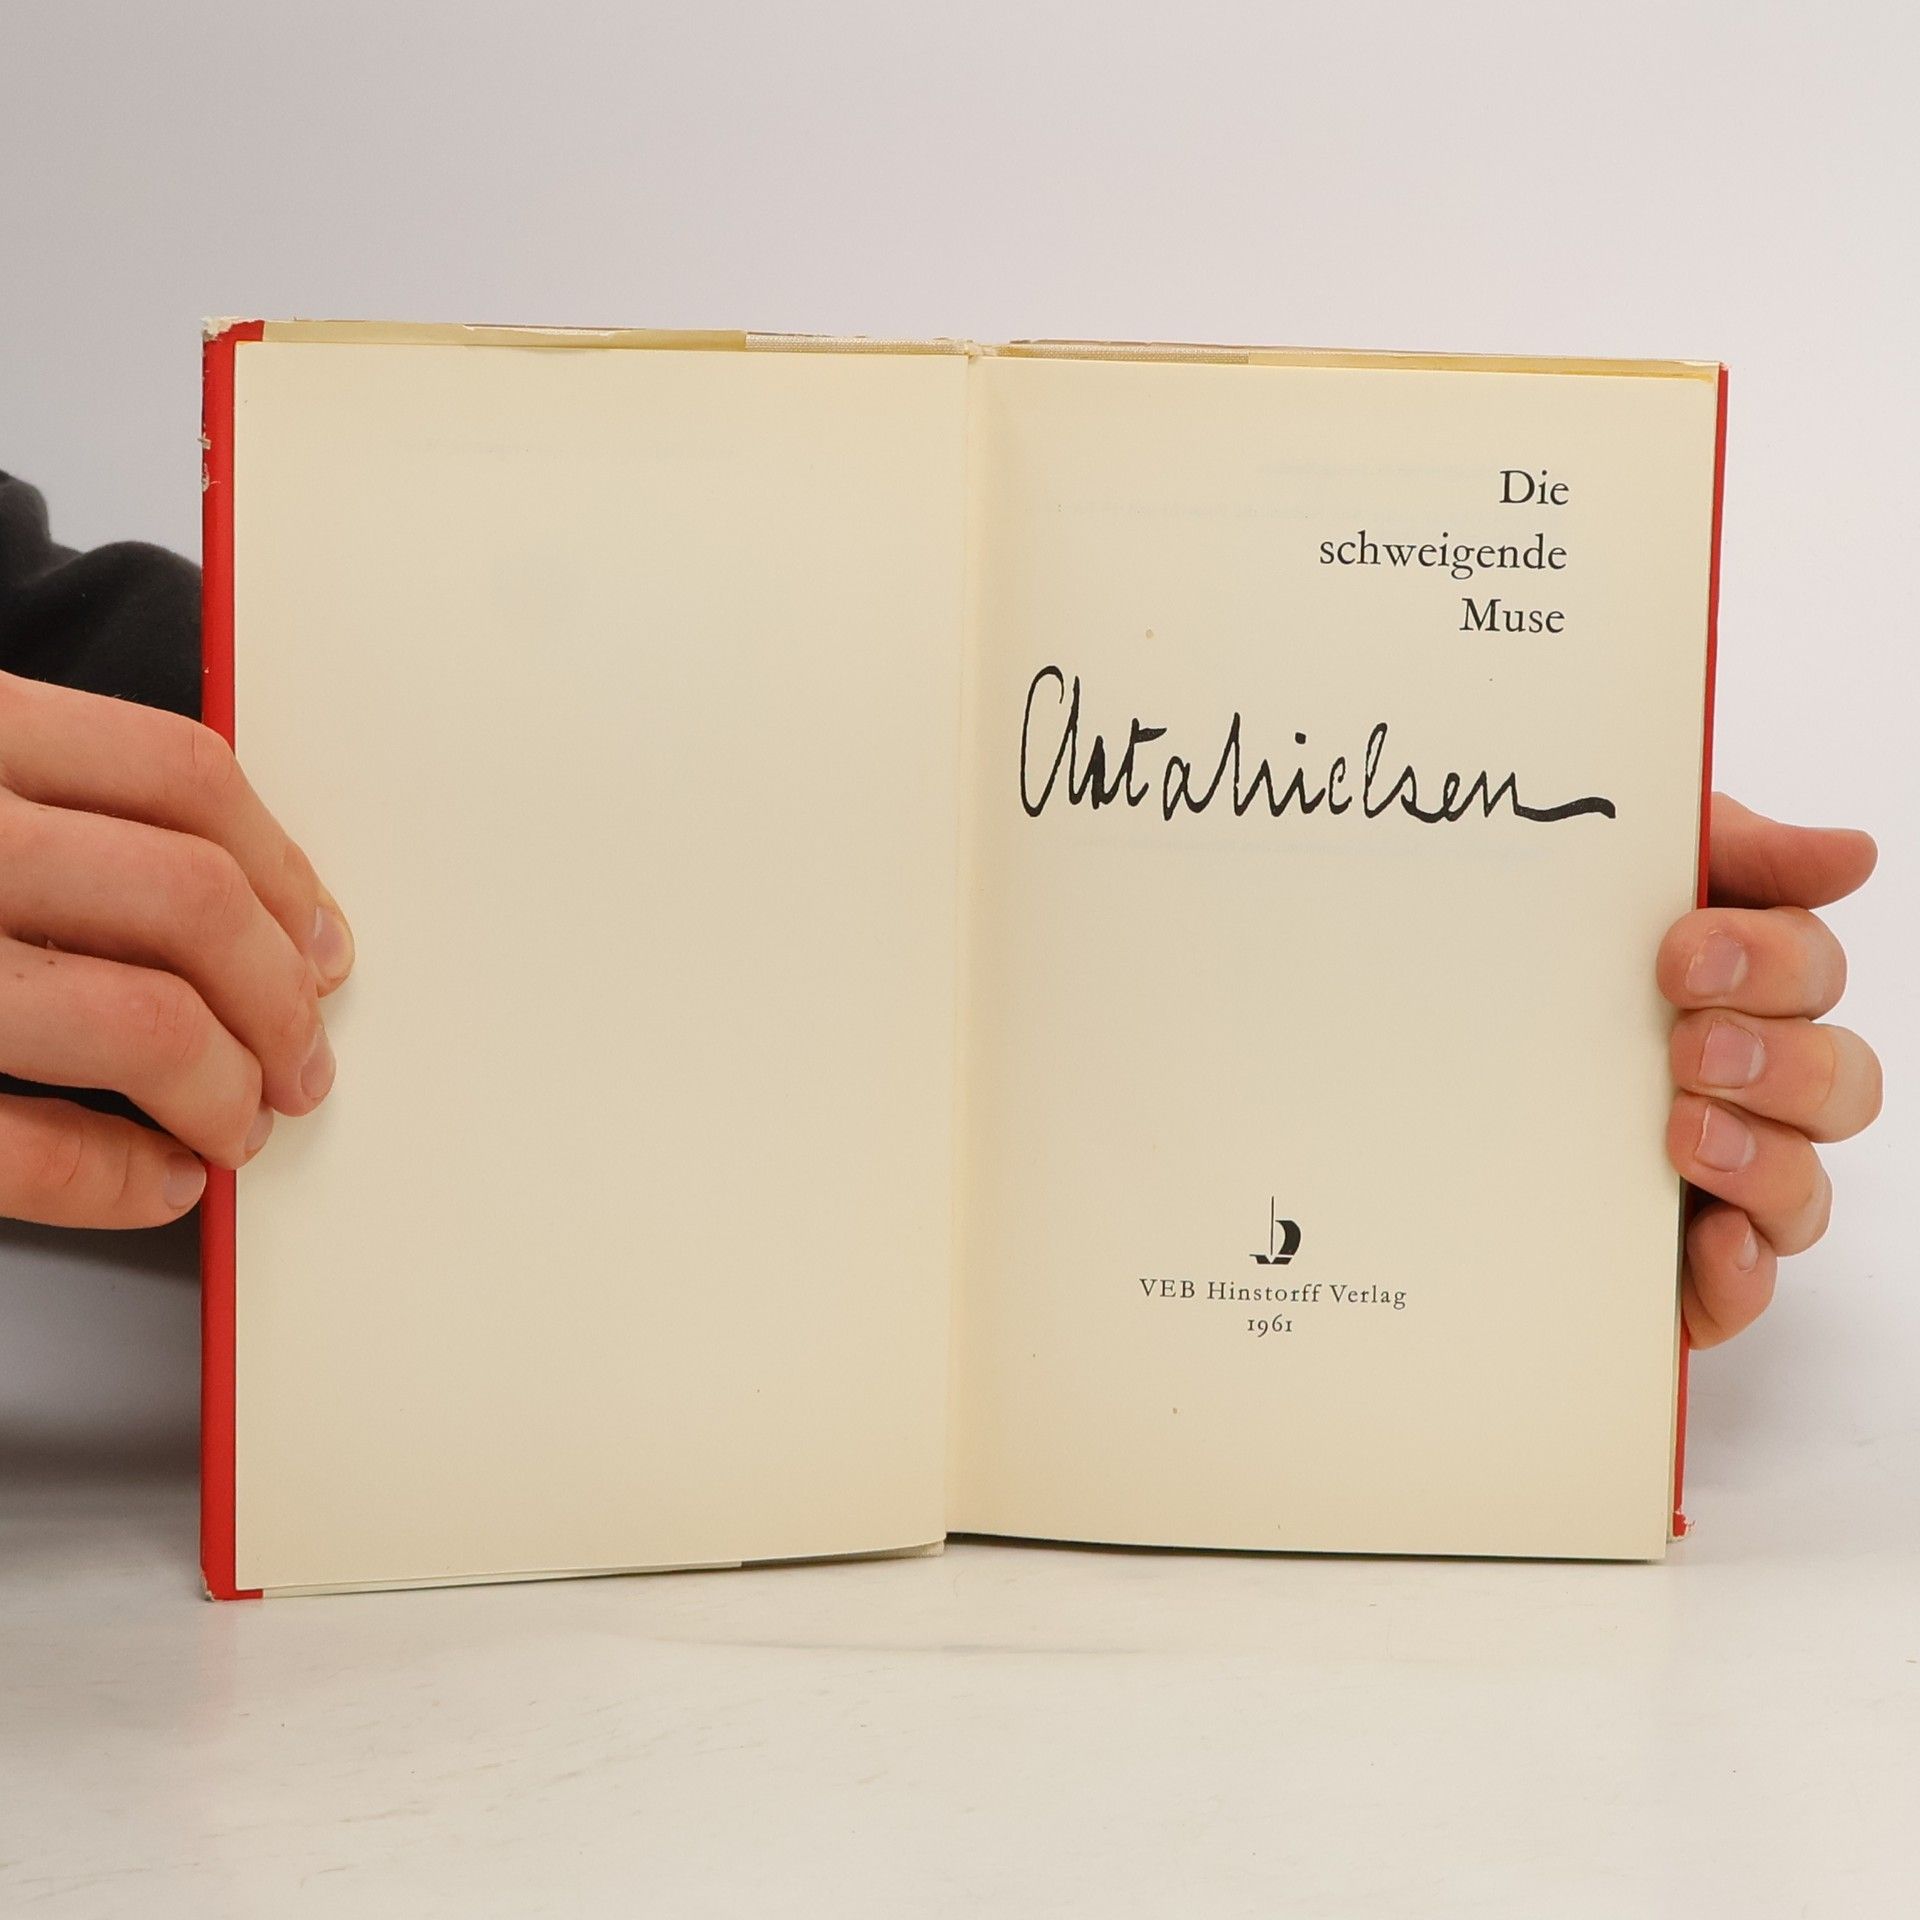 Die
schweigende
Muse
Asta Nielsen
VEB Hinstorff Verlag
1961